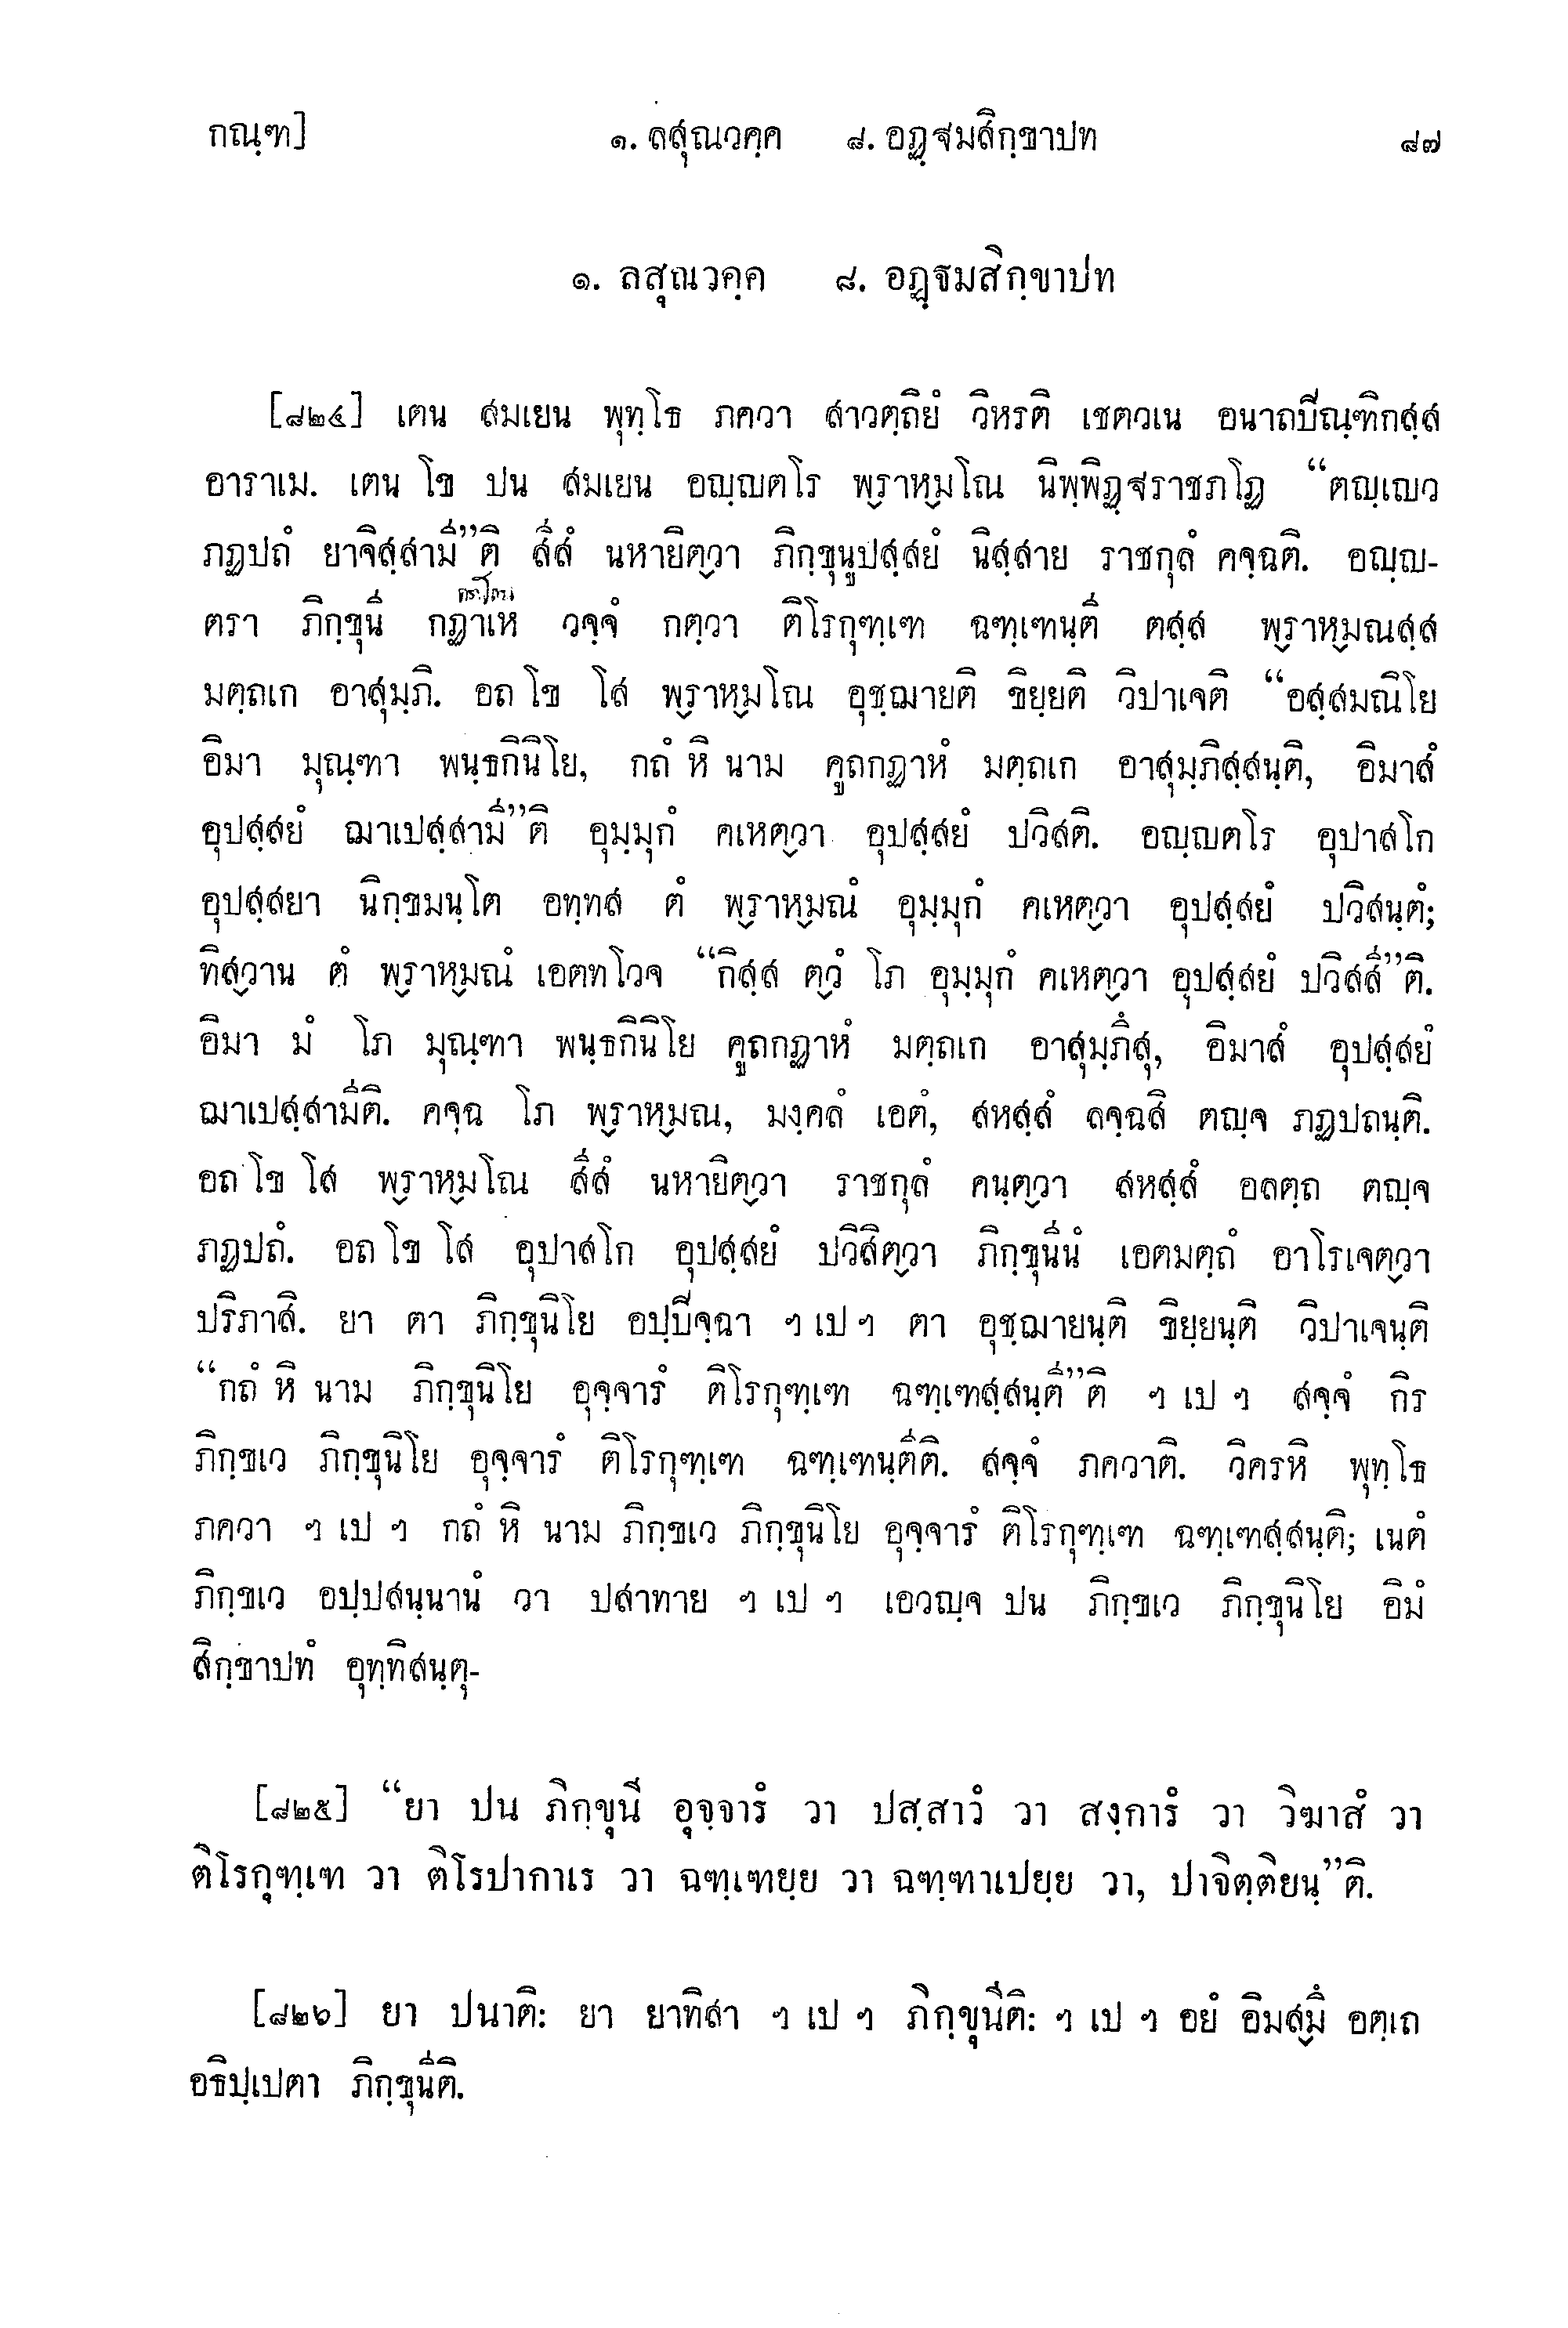 กณฺฑ] ๑. ลสุณวคฺค ๘. อฏฺฐมสิกฺขาปท ๘๗
๑. ลสุณวคฺค ๘. อฏฺฐมสิกฺขาปท
[๘๒๔] เตน สมเยน พุทฺโธ ภควา สาวตฺถิยํ วิหรติ เชตวเน อนาถปีณฺฑิกสฺส
อาราเม. เตน โข ปน สมเยน อญฺญตโร พฺราหฺมโณ นิพฺพิฏฺฐราชภโฏ “ตญฺเญว
ภฏปถํ ยาจิสฺสามี”ติ สีสํ นหายิตฺวา ภิกฺขุนูปสฺสยํ นิสฺสาย ราชกุลํ คจฺฉติ. อญฺญ-
ตรา ภิกฺขุนี กฏาเห วจฺจํ กตฺวา ติโรกุฑฺเฑ ฉฑฺเฑนฺตี ตสฺส พฺราหฺมณสฺส
มตฺถเก อาสุมฺภิ. อถ โข โส พฺราหฺมโณ อุชฺฌายติ ขิยฺยติ วิปาเจติ “อสฺสมณิโย
อิมา มุณฺฑา พนฺธกินิโย, กถํ หิ นาม คูถกฏาหํ มตฺถเก อาสุมฺภิสฺสนฺติ, อิมาสํ
อุปสฺสยํ ฌาเปสฺสามี”ติ อุมฺมุกํ คเหตฺวา อุปสฺสยํ ปวิสติ. อญฺญตโร อุปาสโก
อุปสฺสยา นิกฺขมนฺโต อทฺทส ตํ พฺราหฺมณํ อุมฺมุกํ คเหตฺวา อุปสฺสยํ ปวิสนฺตํ;
ทิสฺวาน ตํ พฺราหฺมณํ เอตทโวจ “กิสฺส ตฺวํ โภ อุมฺมุกํ คเหตฺวา อุปสฺสยํ ปวิสสี”ติ.
อิมา มํ โภ มุณฺฑา พนฺธกินิโย คูถกฏาหํ มตฺถเก อาสุมฺภึสุ, อิมาสํ อุปสฺสยํ
ฌาเปสฺสามีติ. คจฺฉ โภ พฺราหฺมณ, มงฺคลํ เอตํ, สหสฺสํ ลจฺฉสิ ตญฺจ ภฏปถนฺติ.
อถ โข โส พฺราหฺมโณ สีสํ นหายิตฺวา ราชกุลํ คนฺตฺวา สหสฺสํ อลตฺถ ตญฺจ
ภฏปถํ. อถ โข โส อุปาสโก อุปสฺสยํ ปวิสิตฺวา ภิกฺขุนีนํ เอตมตฺถํ อาโรเจตฺวา
ปริภาสิ. ยา ตา ภิกฺขุนิโย อปฺปิจฺฉา ฯ เป ฯ ตา อุชฺฌายนฺติ ขิยฺยนฺติ วิปาเจนฺติ
“กถํ หิ นาม ภิกฺขุนิโย อุจฺจารํ ติโรกุฑฺเฑ ฉฑฺเฑสฺสนฺตี”ติ ฯ เป ฯ สจฺจํ กิร
ภิกฺขเว ภิกฺขุนิโย อุจฺจารํ ติโรกุฑฺเฑ ฉฑฺเฑนฺตีติ. สจฺจํ ภควาติ. วิครหิ พุทฺโธ
ภควา ฯ เป ฯ กถํ หิ นาม ภิกฺขเว ภิกฺขุนิโย อุจฺจารํ ติโรกุฑฺเฑ ฉฑฺเฑสฺสนฺติ; เนตํ
ภิกฺขเว อปฺปสนฺนานํ วา ปสาทาย ฯ เป ฯ เอวญฺจ ปน ภิกฺขเว ภิกฺขุนิโย อิมํ
สิกฺขาปทํ อุทฺทิสนฺตุ-
[๘๒๕] “ยา ปน ภิกฺขุนี อุจฺจารํ วา ปสฺสาวํ วา สงฺการํ วา วิฆาสํ วา
ติโรกุฑฺเฑ วา ติโรปากาเร วา ฉฑฺเฑยฺย วา ฉฑฺฑาเปยฺย วา, ปาจิตฺติยนฺ”ติ.
[๘๒๖] ยา ปนาติ: ยา ยาทิสา ฯ เป ฯ ภิกฺขุนีติ: ฯ เป ฯ อยํ อิมสฺมึ อตฺเถ
อธิปฺเปตา ภิกฺขุนีติ.